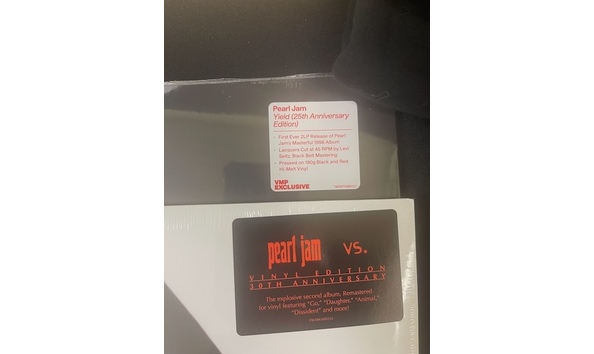 Pearl Jam
Yield (25th Anniversary
Edition)
- First Ever 2LP Release of Pearl
Jam's Masterful 1998 Album
- Lacquers Cut at 45 RPM by Levi
Seitz, Black Belt Mastering
- Pressed on 180g Black and Red
Hi-Melt Vinyl
VMP
EXCLUSIVE
pearl jam vs.
VINYL EDITION
30TH ANNIVERSARY
The explosive second album, Remastered
for vinyl featuring "Go," "Daughter," "Animal,"
"Dissident" and more!